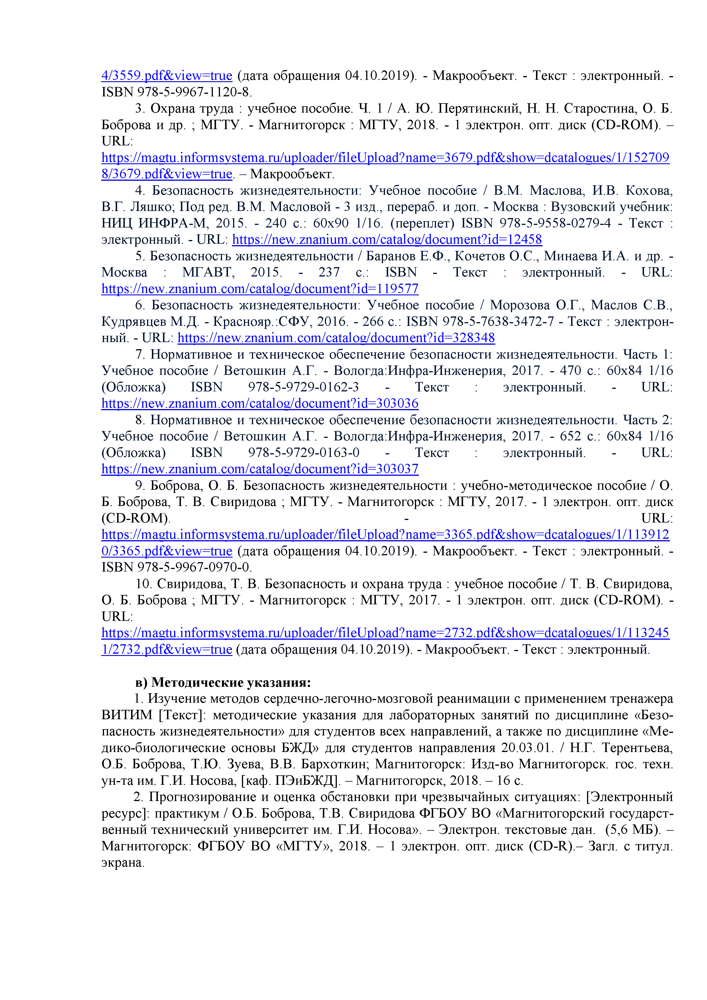 4/3559.pdf&view=true (дата обращения 04.10.2019). - Макрообъект. - Текст : электронный. -
ISBN 978-5-9967-1120-8.
3. Охрана труда : учебное пособие. Ч. 1 / А. Ю. Перятинский, Н. Н. Старостина, О. Б.
Боброва и др. ; МГТУ. - Магнитогорск : МГТУ, 2018. - 1 электрон. опт. диск (CD-ROM). –
URL:
https://magtu.informsystema.ru/uploader/fileUpload?name=3679.pdf&show=dcatalogues/1/152709
8/3679.pdf&view=true. – Макрообъект.
4. Безопасность жизнедеятельности: Учебное пособие / В.М. Маслова, И.В. Кохова,
В.Г. Ляшко; Под ред. В.М. Масловой - 3 изд., перераб. и доп. - Москва : Вузовский учебник:
НИЦ ИНФРА-М, 2015. - 240 с.: 60x90 1/16. (переплет) ISBN 978-5-9558-0279-4 - Текст :
электронный. - URL: https://new.znanium.com/catalog/document?id=12458
5. Безопасность жизнедеятельности / Баранов Е.Ф., Кочетов О.С., Минаева И.А. и др. -
Москва : МГАВТ, 2015. - 237 с.: ISBN - Текст : электронный. - URL:
https://new.znanium.com/catalog/document?id=119577
6. Безопасность жизнедеятельности: Учебное пособие / Морозова О.Г., Маслов С.В.,
Кудрявцев М.Д. - Краснояр.:СФУ, 2016. - 266 с.: ISBN 978-5-7638-3472-7 - Текст : электрон-
ный. - URL: https://new.znanium.com/catalog/document?id=328348
7. Нормативное и техническое обеспечение безопасности жизнедеятельности. Часть 1:
Учебное пособие / Ветошкин А.Г. - Вологда:Инфра-Инженерия, 2017. - 470 с.: 60x84 1/16
(Обложка) ISBN 978-5-9729-0162-3 - Текст : электронный. - URL:
https://new.znanium.com/catalog/document?id=303036
8. Нормативное и техническое обеспечение безопасности жизнедеятельности. Часть 2:
Учебное пособие / Ветошкин А.Г. - Вологда:Инфра-Инженерия, 2017. - 652 с.: 60x84 1/16
(Обложка) ISBN 978-5-9729-0163-0 - Текст : электронный. - URL:
https://new.znanium.com/catalog/document?id=303037
9. Боброва, О. Б. Безопасность жизнедеятельности : учебно-методическое пособие / О.
Б. Боброва, Т. В. Свиридова ; МГТУ. - Магнитогорск : МГТУ, 2017. - 1 электрон. опт. диск
(CD-ROM). - URL:
https://magtu.informsystema.ru/uploader/fileUpload?name=3365.pdf&show=dcatalogues/1/113912
0/3365.pdf&view=true (дата обращения 04.10.2019). - Макрообъект. - Текст : электронный. -
ISBN 978-5-9967-0970-0.
10. Свиридова, Т. В. Безопасность и охрана труда : учебное пособие / Т. В. Свиридова,
О. Б. Боброва ; МГТУ. - Магнитогорск : МГТУ, 2017. - 1 электрон. опт. диск (CD-ROM). -
URL:
https://magtu.informsystema.ru/uploader/fileUpload?name=2732.pdf&show=dcatalogues/1/113245
1/2732.pdf&view=true (дата обращения 04.10.2019). - Макрообъект. - Текст : электронный.
в) Методические указания:
1. Изучение методов сердечно-легочно-мозговой реанимации с применением тренажера
ВИТИМ [Текст]: методические указания для лабораторных занятий по дисциплине «Безо-
пасность жизнедеятельности» для студентов всех направлений, а также по дисциплине «Ме-
дико-биологические основы БЖД» для студентов направления 20.03.01. / Н.Г. Терентьева,
О.Б. Боброва, Т.Ю. Зуева, В.В. Бархоткин; Магнитогорск: Изд-во Магнитогорск. гос. техн.
ун-та им. Г.И. Носова, [каф. ПЭиБЖД]. – Магнитогорск, 2018. – 16 с.
2. Прогнозирование и оценка обстановки при чрезвычайных ситуациях: [Электронный
ресурс]: практикум / О.Б. Боброва, Т.В. Свиридова ФГБОУ ВО «Магнитогорский государст-
венный технический университет им. Г.И. Носова». – Электрон. текстовые дан. (5,6 МБ). –
Магнитогорск: ФГБОУ ВО «МГТУ», 2018. – 1 электрон. опт. диск (CD-R).– Загл. с титул.
экрана.